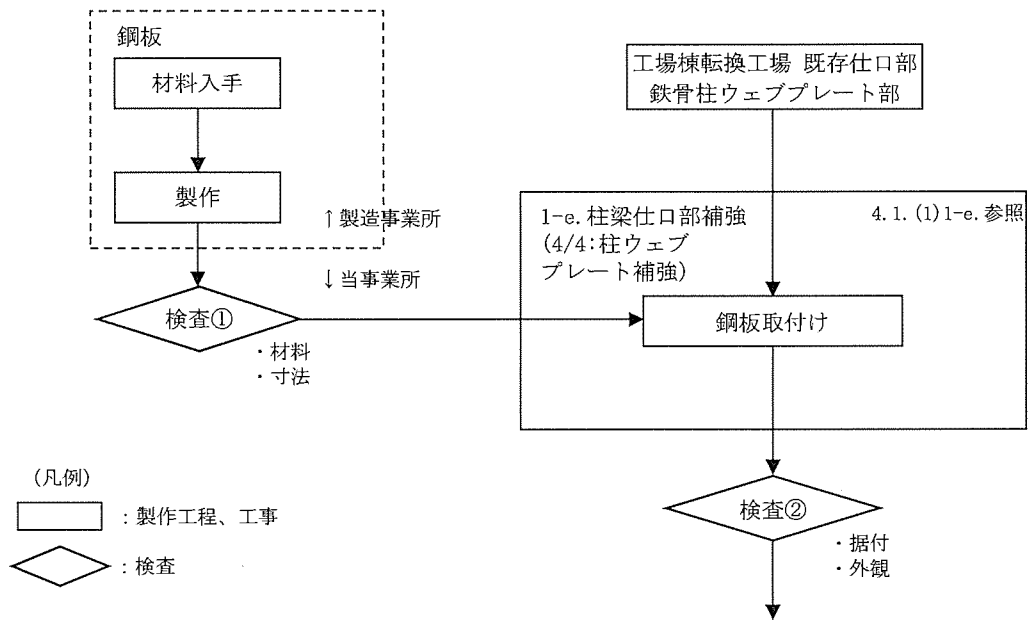 鋼板
材料入手
製作
↑製造事業所
↓当事業所
検査①
・材料
・寸法
工場棟転換工場 既存仕口部
鉄骨柱ウェブプレート部
1-e.柱梁仕口部補強
(4/4:柱ウェブ
プレート補強)
4.1.(1)1-e.参照
鋼板取付け
検査②
・据付
・外観
(凡例)
：製作工程、工事
：検査